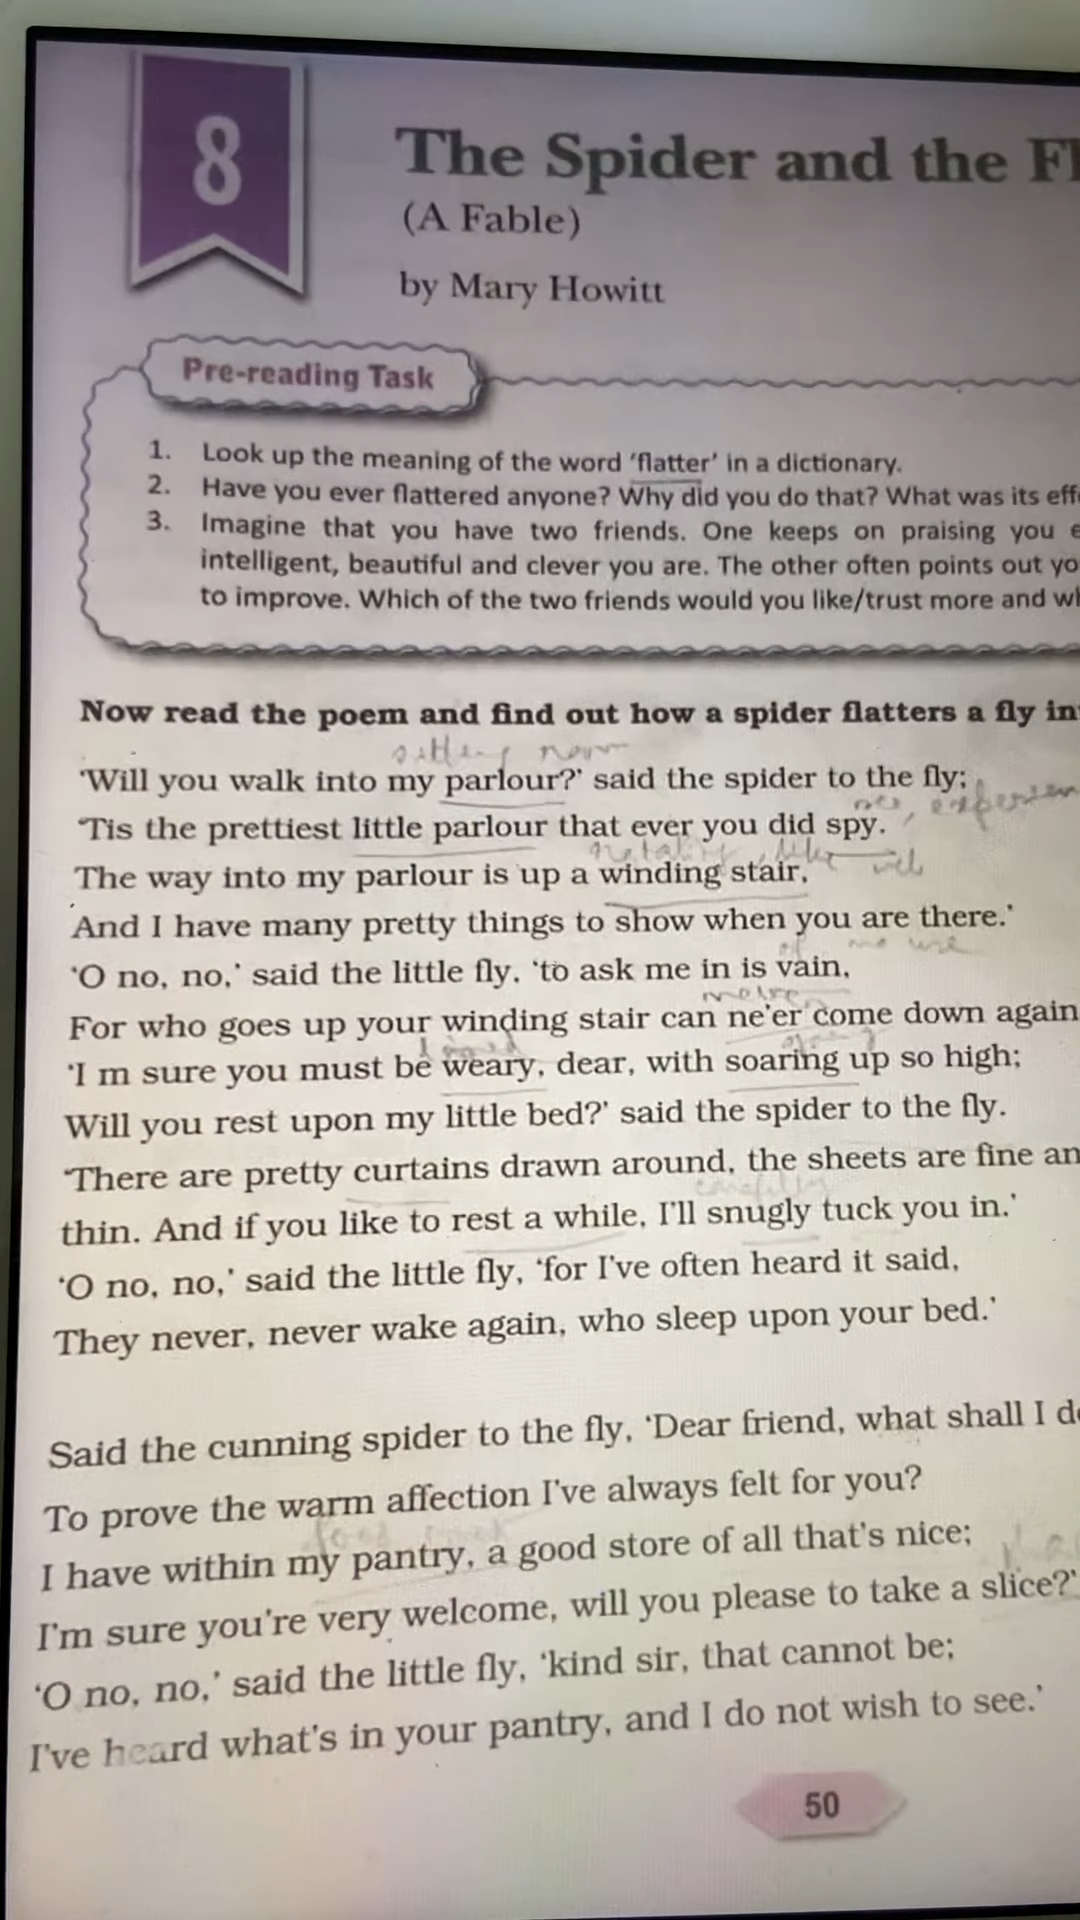 8
The Spider and the Fl
(A Fable)
by Mary Howitt
Pre-reading Task
1. Look up the meaning of the word 'flatter' in a dictionary.
2. Have you ever flattered anyone? Why did you do that? What was its eff
3. Imagine that you have two friends. One keeps on praising you
intelligent, beautiful and clever you are. The other often points out yo
to improve. Which of the two friends would you like/trust more and wh
Now read the poem and find out how a spider flatters a fly in
'Will you walk into my parlour?' said the spider to the fly;
'Tis the prettiest little parlour that ever you did spy.
The way into my parlour is up a winding stair,
And I have many pretty things to show when you are there.'
of no use
'O no, no,' said the little fly, 'to ask me in is vain,
For who goes up your winding stair can ne'er come down again
'I m sure you must be weary, dear, with soaring up so high;
Will you rest upon my little bed?' said the spider to the fly.
'There are pretty curtains drawn around, the sheets are fine an
carefully
thin. And if you like to rest a while, I'll snugly tuck you in.'
'O no, no,' said the little fly, 'for I've often heard it said,
They never, never wake again, who sleep upon your bed.'
Said the cunning spider to the fly, 'Dear friend, what shall I d
To prove the warm affection I've always felt for you?
I have within my pantry, a good store of all that's nice;
I'm sure you're very welcome, will you please to take a slice?'
'O no, no,' said the little fly, 'kind sir, that cannot be;
I've heard what's in your pantry, and I do not wish to see.'
50